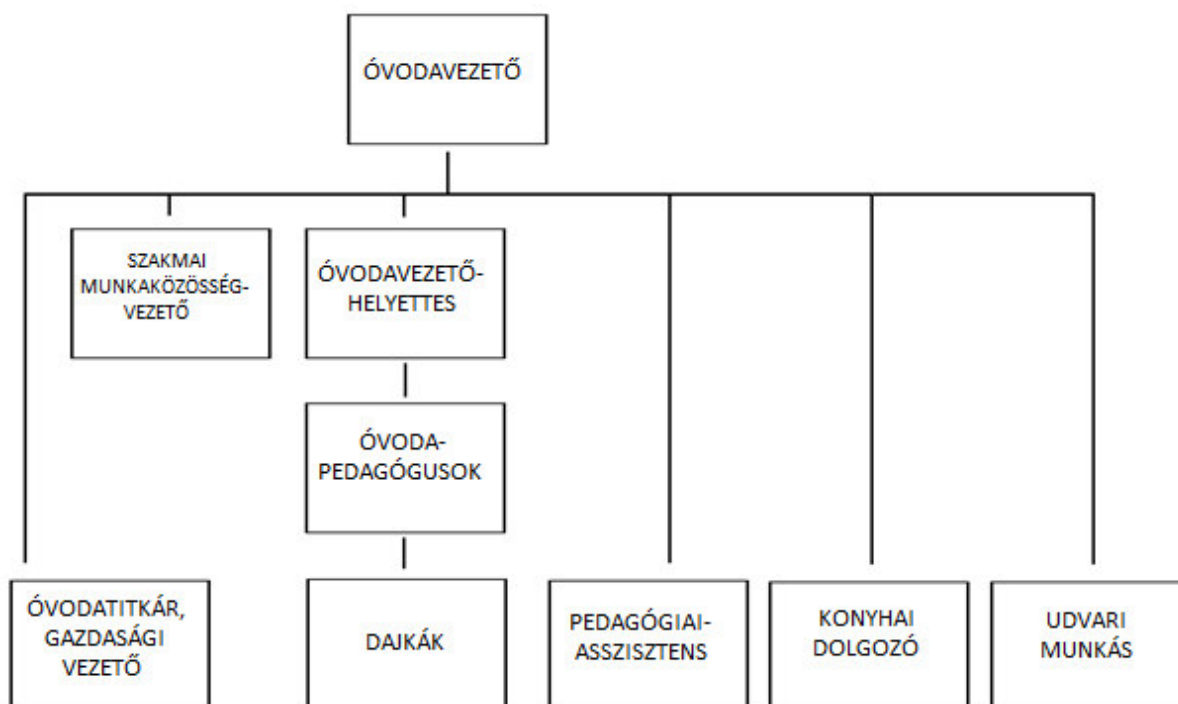 ÓVODAVEZETŐ
SZAKMAI
MUNKAKÖZÖSSÉG-
VEZETŐ
ÓVODAVEZETŐ-
HELYETTES
ÓVODA-
PEDAGÓGUSOK
ÓVODATITKÁR,
GAZDASÁGI
VEZETŐ
DAJKÁK
PEDAGÓGIAI-
ASSZISZTENS
KONYHAI
DOLGOZÓ
UDVARI
MUNKÁS